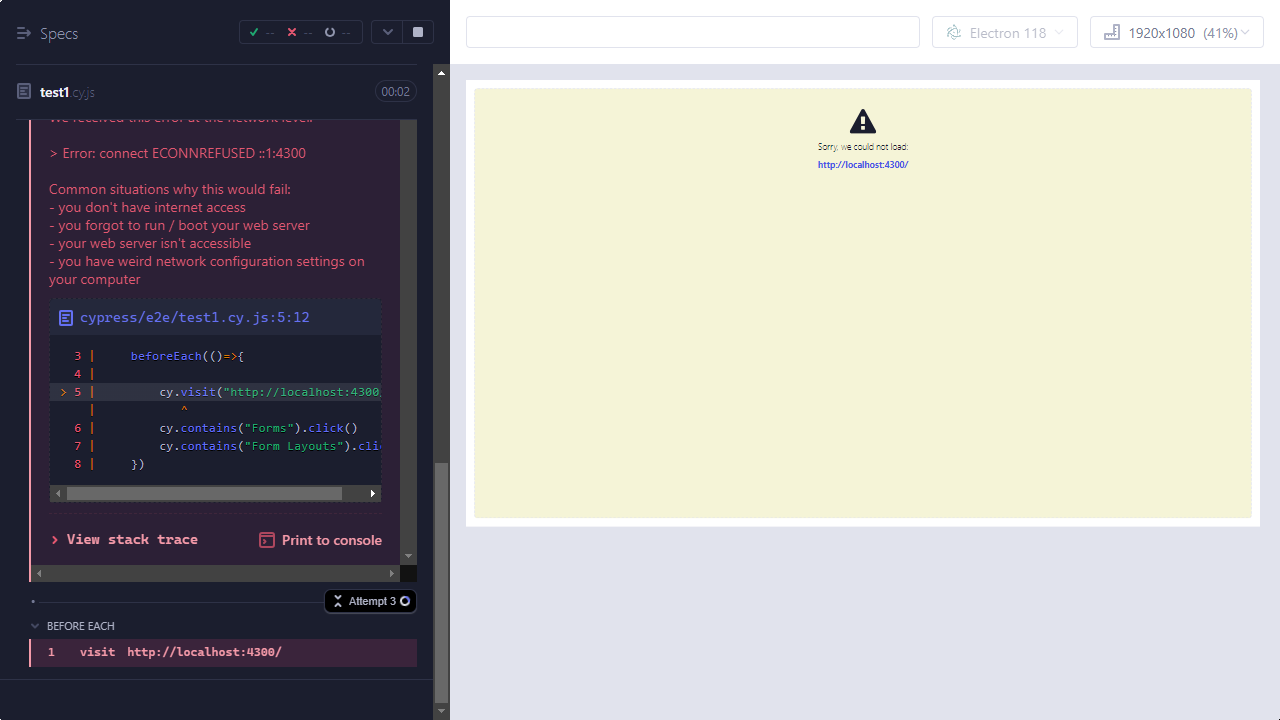 Specs
--
--
--
Electron 118
1920x1080 (41%)
test1.cy.js
00:02
We received this error at the network level:
> Error: connect ECONNREFUSED ::1:4300
Common situations why this would fail:
- you don't have internet access
- you forgot to run / boot your web server
- your web server isn't accessible
- you have weird network configuration settings on
your computer
cypress/e2e/test1.cy.js:5:12
3 | beforeEach(()=>{
4 |
> 5 | cy.visit("http://localhost:4300/
| ^
6 | cy.contains("Forms").click()
7 | cy.contains("Form Layouts").clic
8 | })
View stack trace
Print to console
Attempt 3
BEFORE EACH
1 visit http://localhost:4300/
Sorry, we could not load:
http://localhost:4300/